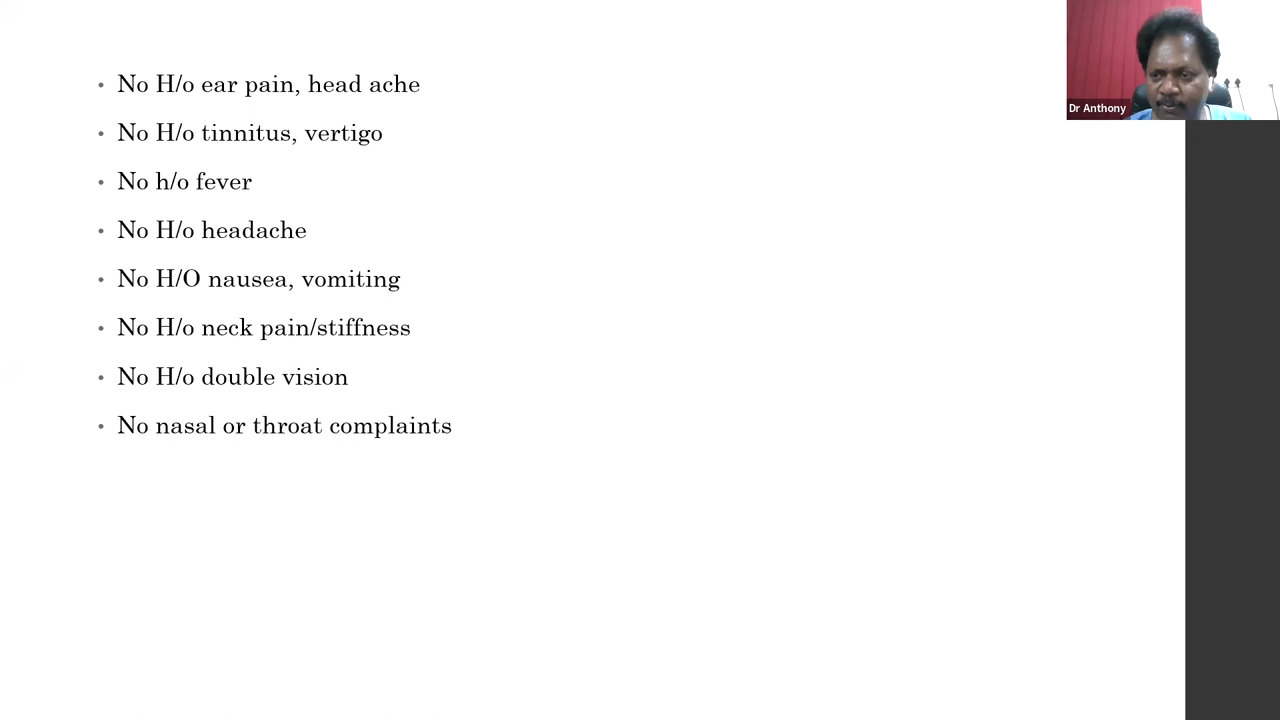 • No H/o ear pain, head ache
• No H/o tinnitus, vertigo
• No h/o fever
• No H/o headache
• No H/O nausea, vomiting
• No H/o neck pain/stiffness
• No H/o double vision
• No nasal or throat complaints
Dr Anthony